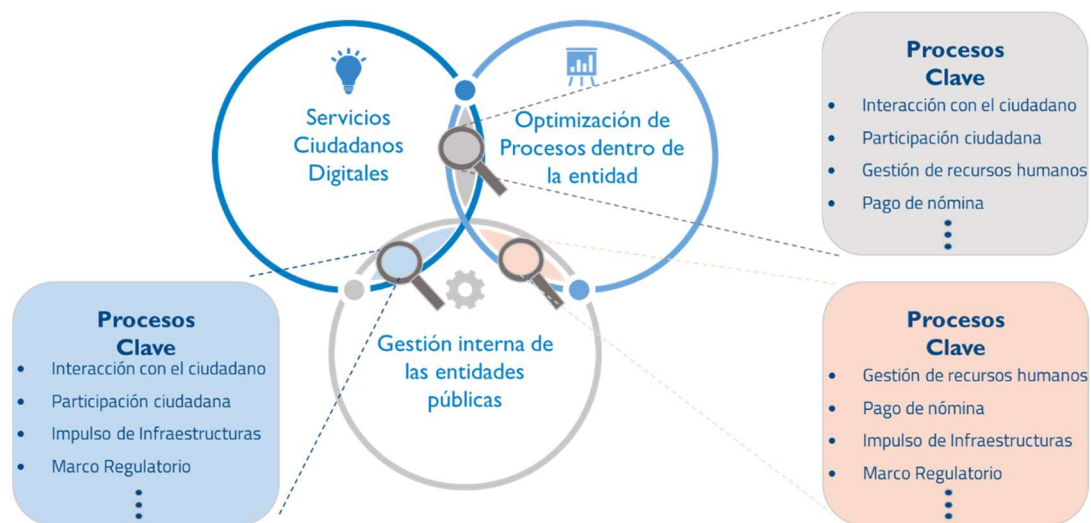 Servicios
Ciudadanos
Digitales
Optimización de
Procesos dentro de
la entidad
Gestión interna de
las entidades
públicas
Procesos
Clave
• Interacción con el ciudadano
• Participación ciudadana
• Gestión de recursos humanos
• Pago de nómina
Procesos
Clave
• Interacción con el ciudadano
• Participación ciudadana
• Impulso de Infraestructuras
• Marco Regulatorio
Procesos
Clave
• Gestión de recursos humanos
• Pago de nómina
• Impulso de Infraestructuras
• Marco Regulatorio